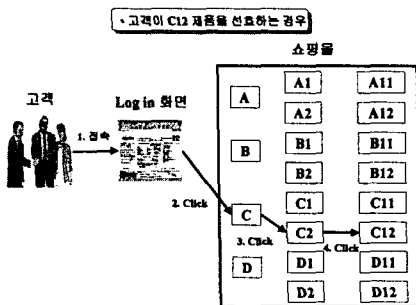 • 고객이 C12 제품을 선호하는 경우
쇼핑몰
고객
Log in 화면
1. 접속
2. Click
3. Click
4. Click
A
B
C
D
A1
A2
B1
B2
C1
C2
D1
D2
A11
A12
B11
B12
C11
C12
D11
D12